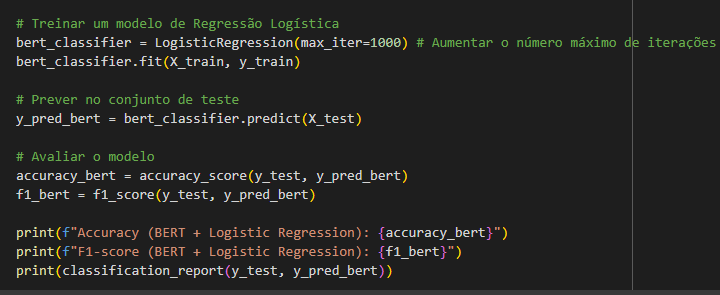 # Treinar um modelo de Regressão Logística
bert_classifier = LogisticRegression(max_iter=1000) # Aumentar o número máximo de iterações
bert_classifier.fit(X_train, y_train)
# Prever no conjunto de teste
y_pred_bert = bert_classifier.predict(X_test)
# Avaliar o modelo
accuracy_bert = accuracy_score(y_test, y_pred_bert)
f1_bert = f1_score(y_test, y_pred_bert)
print(f"Accuracy (BERT + Logistic Regression): {accuracy_bert}")
print(f"F1-score (BERT + Logistic Regression): {f1_bert}")
print(classification_report(y_test, y_pred_bert))